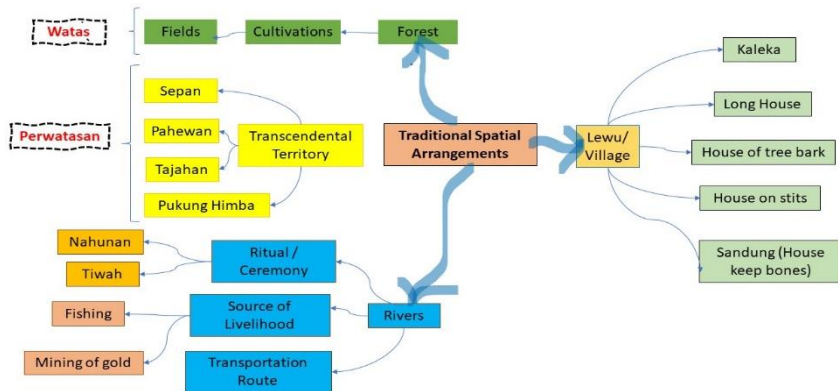 Watas
Fields
Cultivations
Forest
Perwatasan
Sepan
Pahewan
Tajahan
Pukung Himba
Transcendental
Territory
Traditional Spatial
Arrangements
Lewu/
Village
Kaleka
Long House
House of tree bark
House on stits
Sandung (House
keep bones)
Nahunan
Tiwah
Ritual /
Ceremony
Fishing
Mining of gold
Source of
Livelihood
Transportation
Route
Rivers